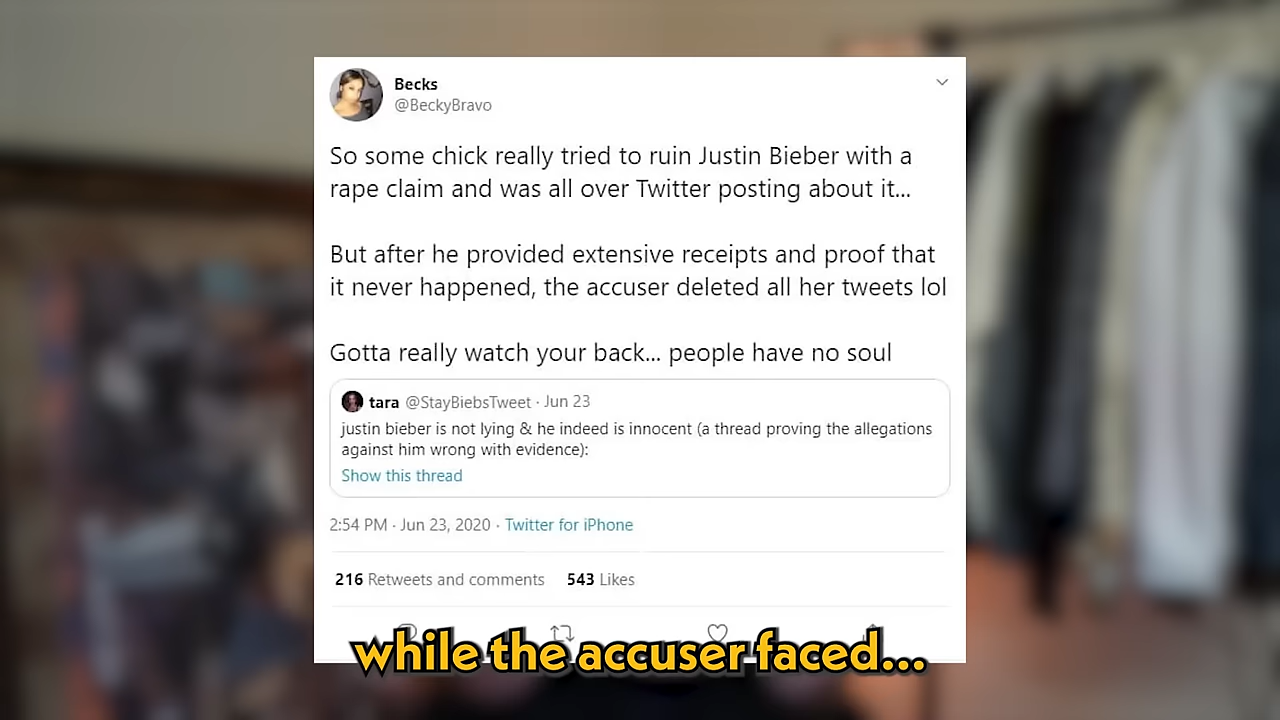 Becks
@BeckyBravo
So some chick really tried to ruin Justin Bieber with a
rape claim and was all over Twitter posting about it...
But after he provided extensive receipts and proof that
it never happened, the accuser deleted all her tweets lol
Gotta really watch your back... people have no soul
tara @StayBiebsTweet · Jun 23
justin bieber is not lying & he indeed is innocent (a thread proving the allegations
against him wrong with evidence):
Show this thread
2:54 PM · Jun 23, 2020 · Twitter for iPhone
216 Retweets and comments 543 Likes
while the accuser faced...